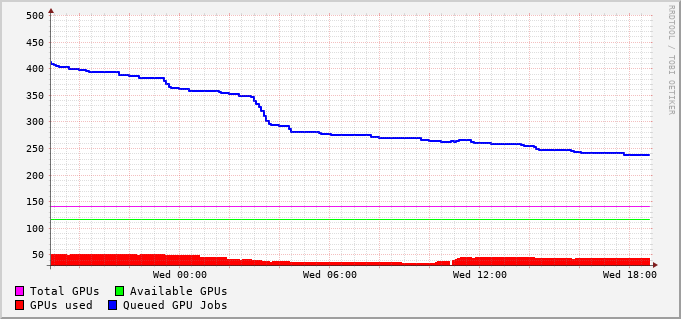 500
450
400
350
300
250
200
150
100
50
Wed 00:00 Wed 06:00 Wed 12:00 Wed 18:00
Total GPUs Available GPUs
GPUs used Queued GPU Jobs
RRDTOOL / TOBI OETIKER